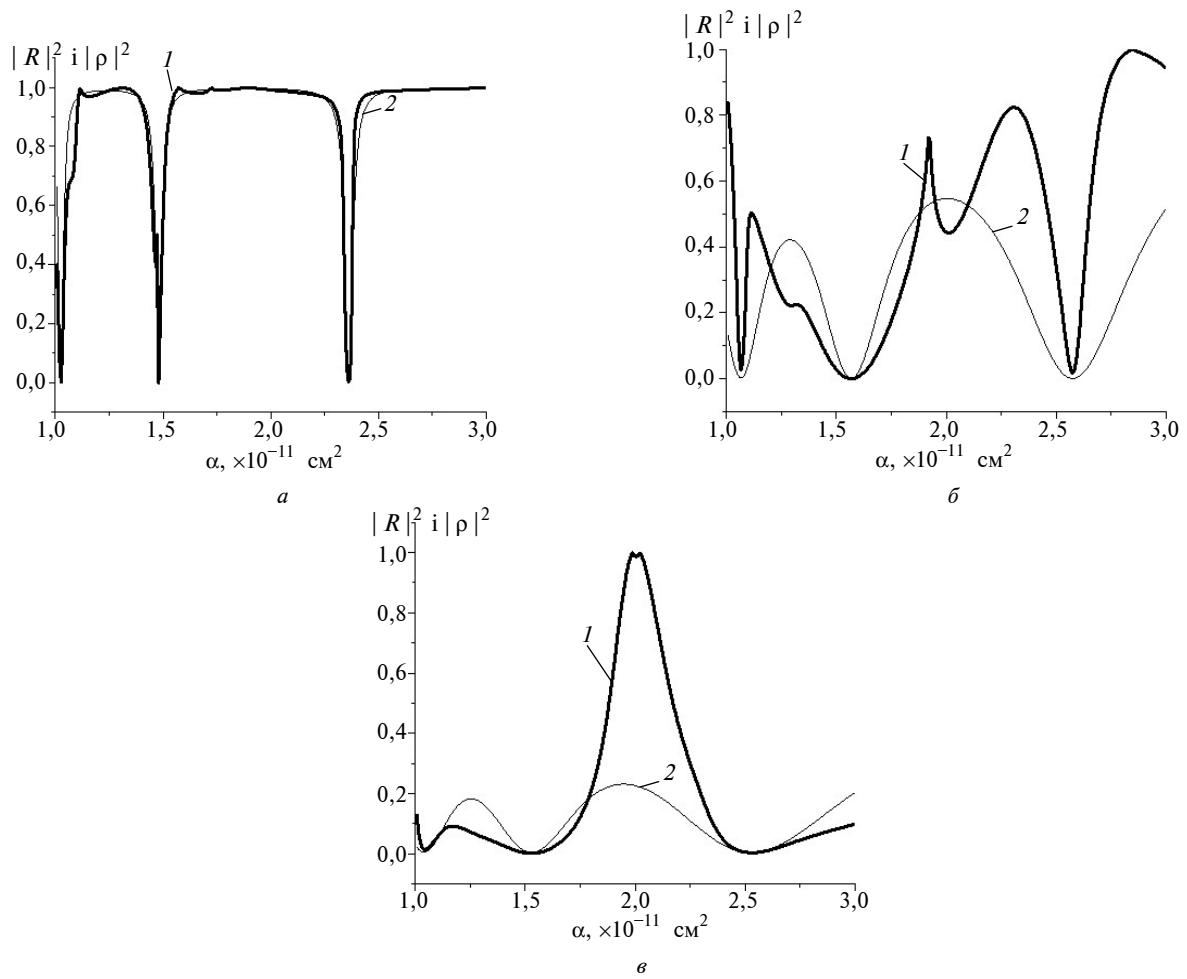 | R |² і | ρ |²
1
2
1,0
0,8
0,6
0,4
0,2
0,0
1,0 1,5 2,0 2,5 3,0
α, ×10⁻¹¹ см²
а
| R |² і | ρ |²
1
2
1,0
0,8
0,6
0,4
0,2
0,0
1,0 1,5 2,0 2,5 3,0
α, ×10⁻¹¹ см²
б
| R |² і | ρ |²
1
2
1,0
0,8
0,6
0,4
0,2
0,0
1,0 1,5 2,0 2,5 3,0
α, ×10⁻¹¹ см²
в